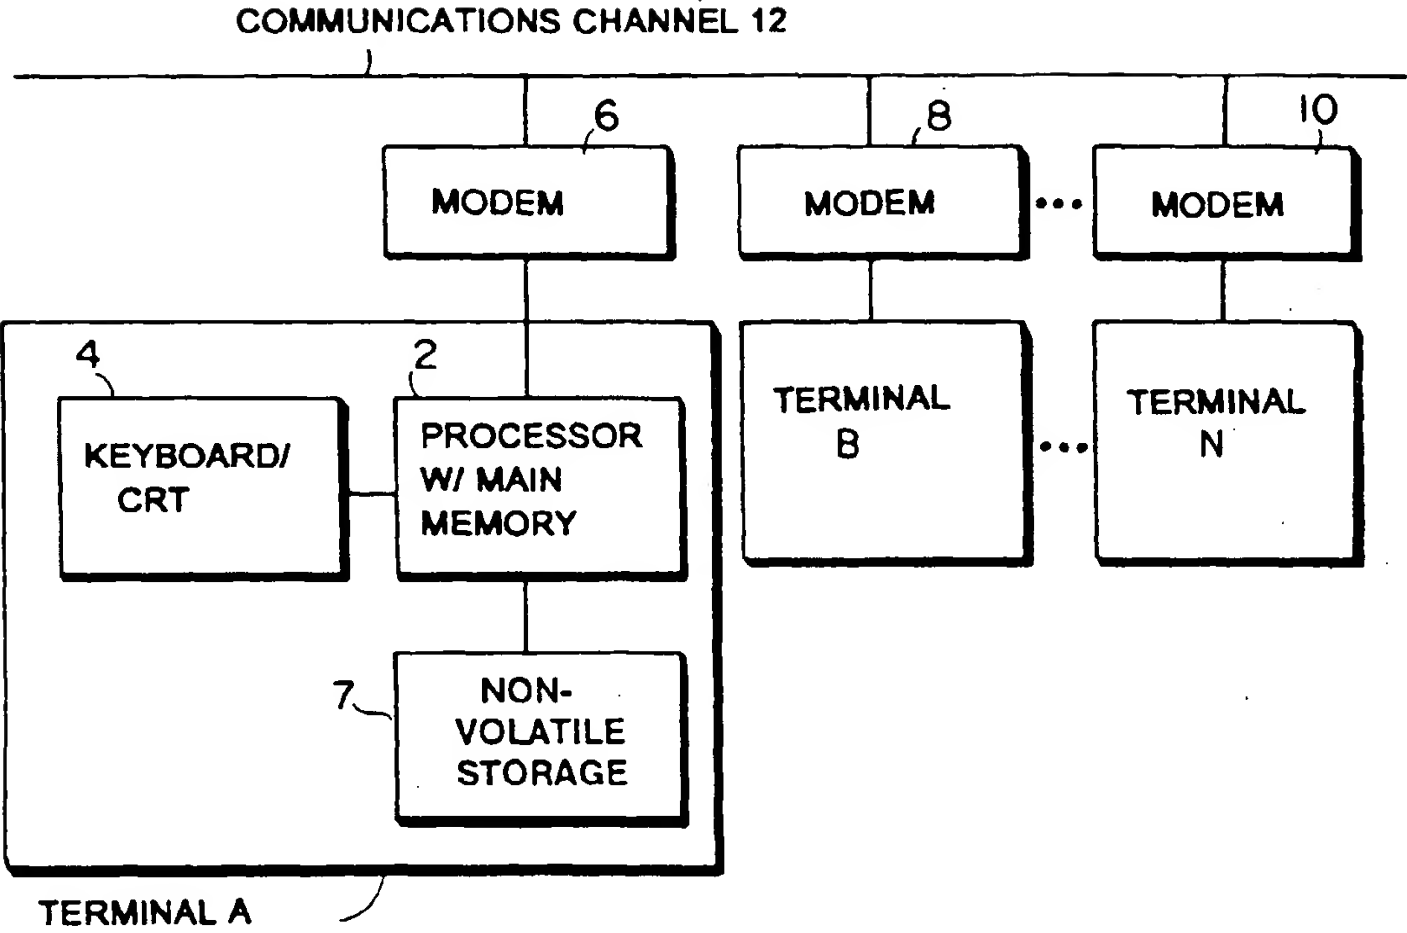 COMMUNICATIONS CHANNEL 12
6
8
10
MODEM
MODEM
MODEM
4
2
KEYBOARD/
CRT
PROCESSOR
W/ MAIN
MEMORY
TERMINAL
B
TERMINAL
N
7
NON-
VOLATILE
STORAGE
TERMINAL A